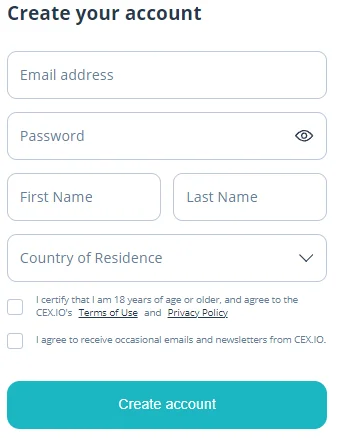 Create your account
Email address
Password
First Name Last Name
Country of Residence
I certify that I am 18 years of age or older, and agree to the
CEX.IO's Terms of Use and Privacy Policy
I agree to receive occasional emails and newsletters from CEX.IO.
Create account